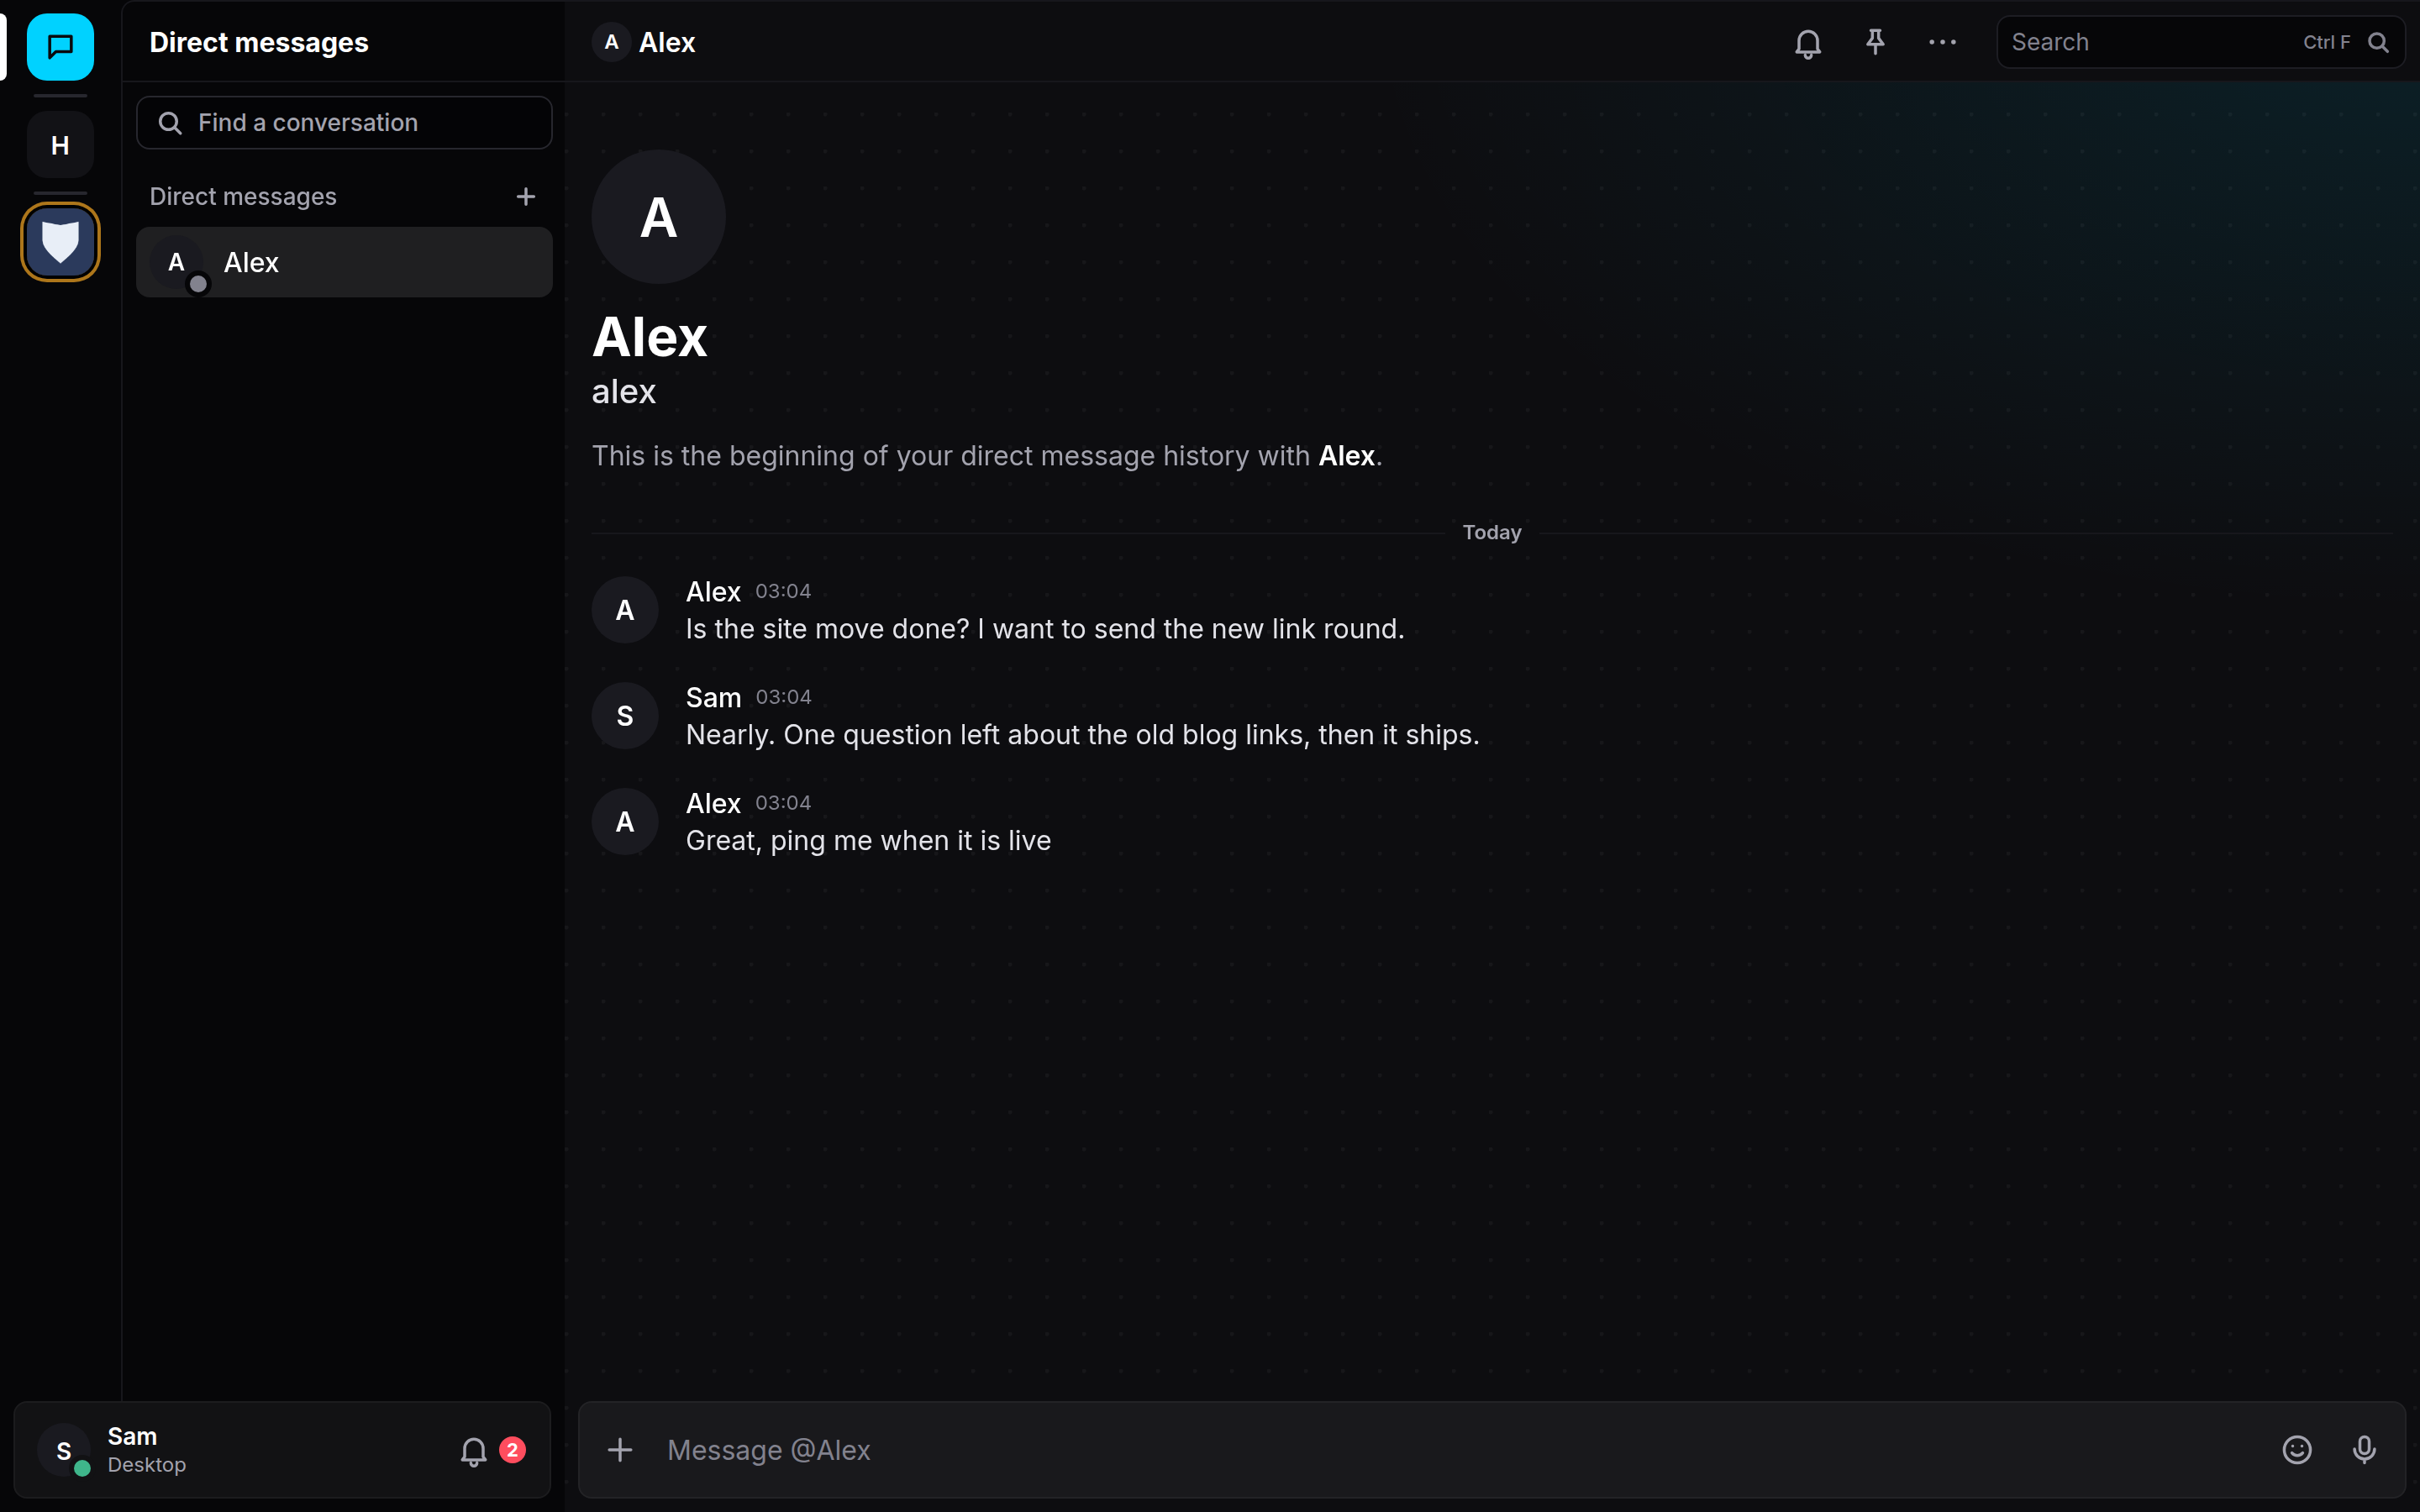 Direct messages
H
Find a conversation
Direct messages
A Alex
S Sam
Desktop
2
A Alex
Search Ctrl F
A
Alex
alex
This is the beginning of your direct message history with Alex.
Today
A Alex 03:04
Is the site move done? I want to send the new link round.
S Sam 03:04
Nearly. One question left about the old blog links, then it ships.
A Alex 03:04
Great, ping me when it is live
Message @Alex